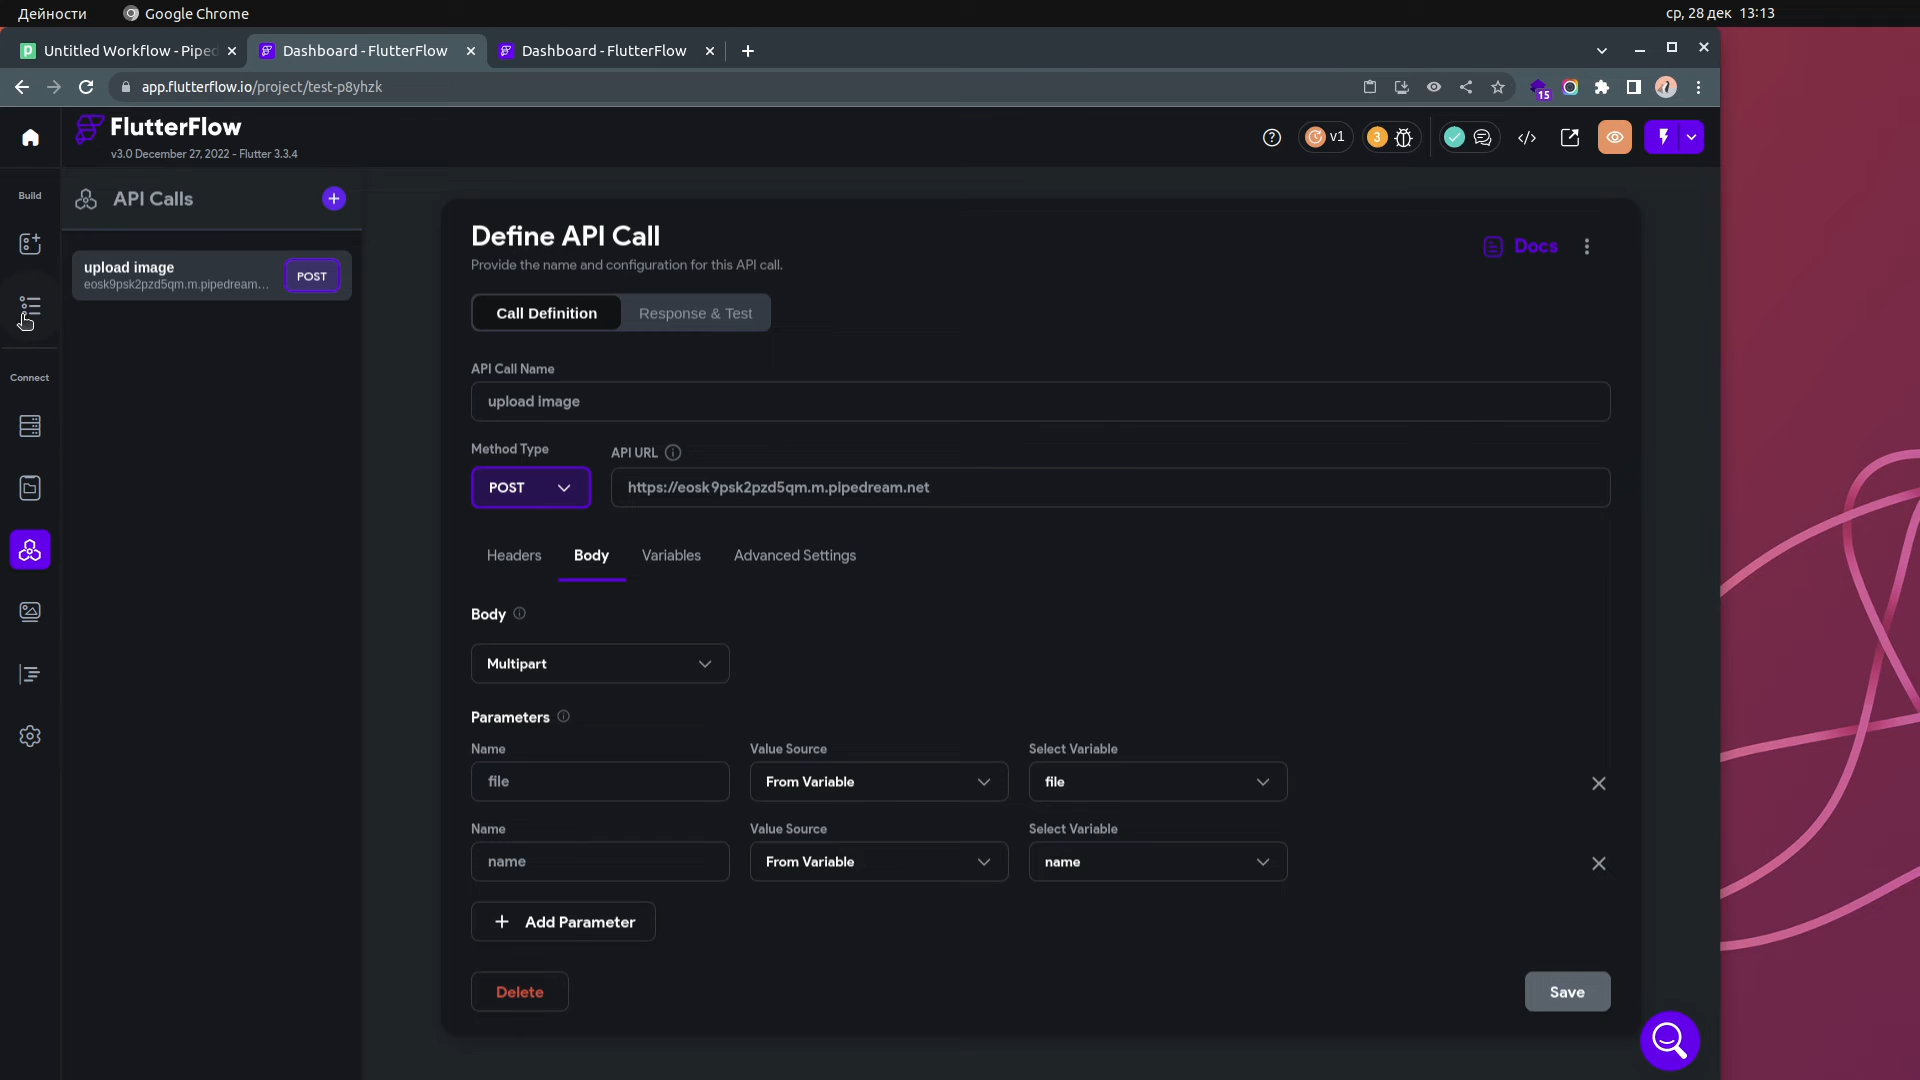 Дейности
Google Chrome
ср, 28 дек 13:13
Untitled Workflow - Piped
Dashboard - FlutterFlow
Dashboard - FlutterFlow
app.flutterflow.io/project/test-p8yhzk
15
FlutterFlow
v3.0 December 27, 2022 - Flutter 3.3.4
v1
3
Build
API Calls
Define API Call
Docs
Provide the name and configuration for this API call.
upload image
eosk9psk2pzd5qm.m.pipedream...
POST
Call Definition
Response & Test
Connect
API Call Name
upload image
Method Type
API URL
POST
https://eosk9psk2pzd5qm.m.pipedream.net
Headers
Body
Variables
Advanced Settings
Body
Multipart
Parameters
Name
Value Source
Select Variable
file
From Variable
file
Name
Value Source
Select Variable
name
From Variable
name
Add Parameter
Delete
Save